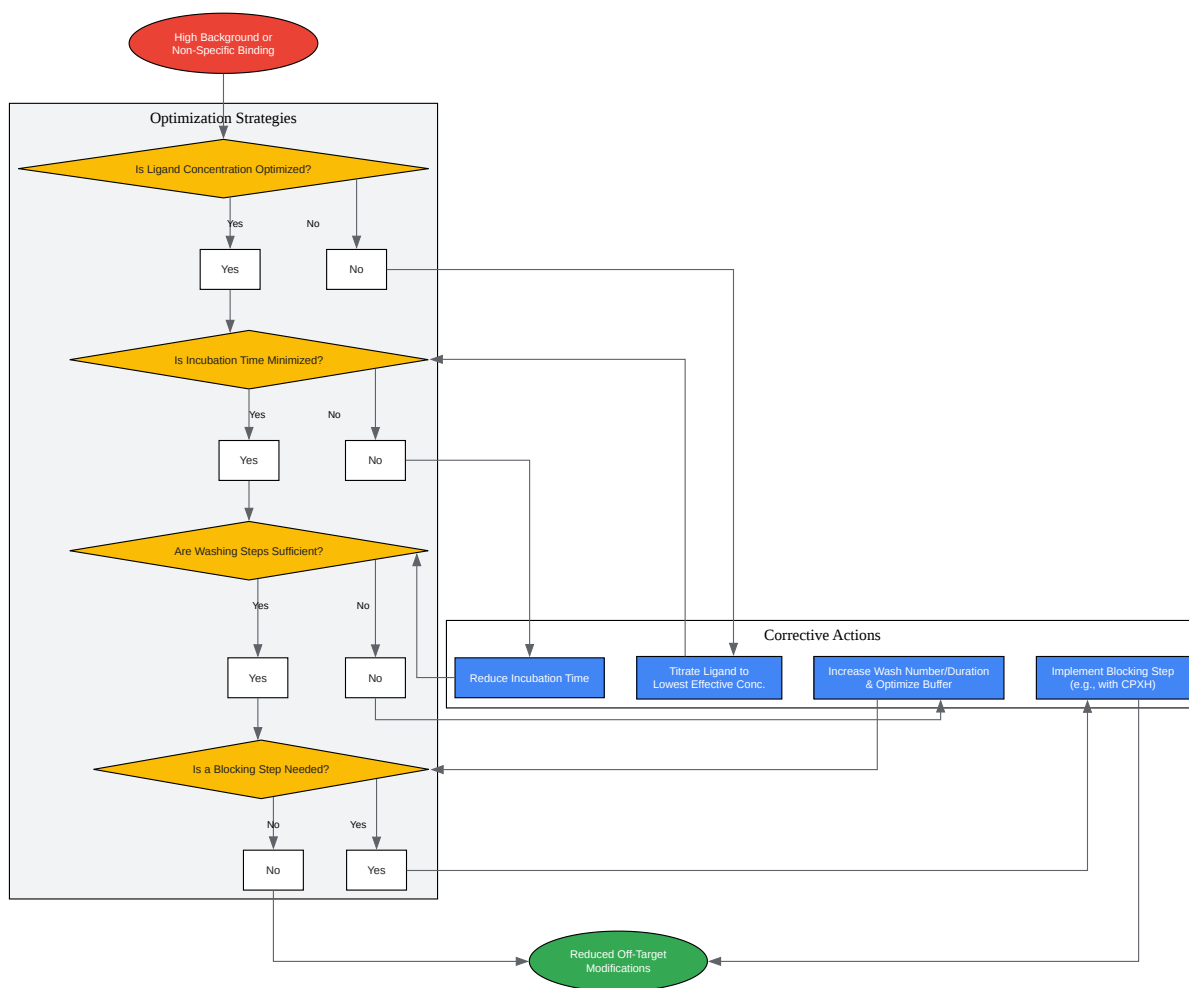 High Background or
Non-Specific Binding
Optimization Strategies
Is Ligand Concentration Optimized?
Yes
No
Yes
No
Is Incubation Time Minimized?
Yes
No
Yes
No
Are Washing Steps Sufficient?
Yes
No
Yes
No
Corrective Actions
Reduce Incubation Time
Titrate Ligand to
Lowest Effective Conc.
Increase Wash Number/Duration
& Optimize Buffer
Implement Blocking Step
(e.g., with CPXH)
Is a Blocking Step Needed?
No
Yes
No
Yes
Reduced Off-Target
Modifications